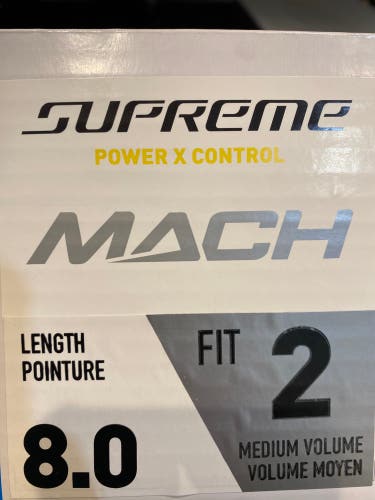 SUPREME
POWER X CONTROL
MACH
LENGTH
POINTURE
8.0
FIT 2
MEDIUM VOLUME
VOLUME MOYEN